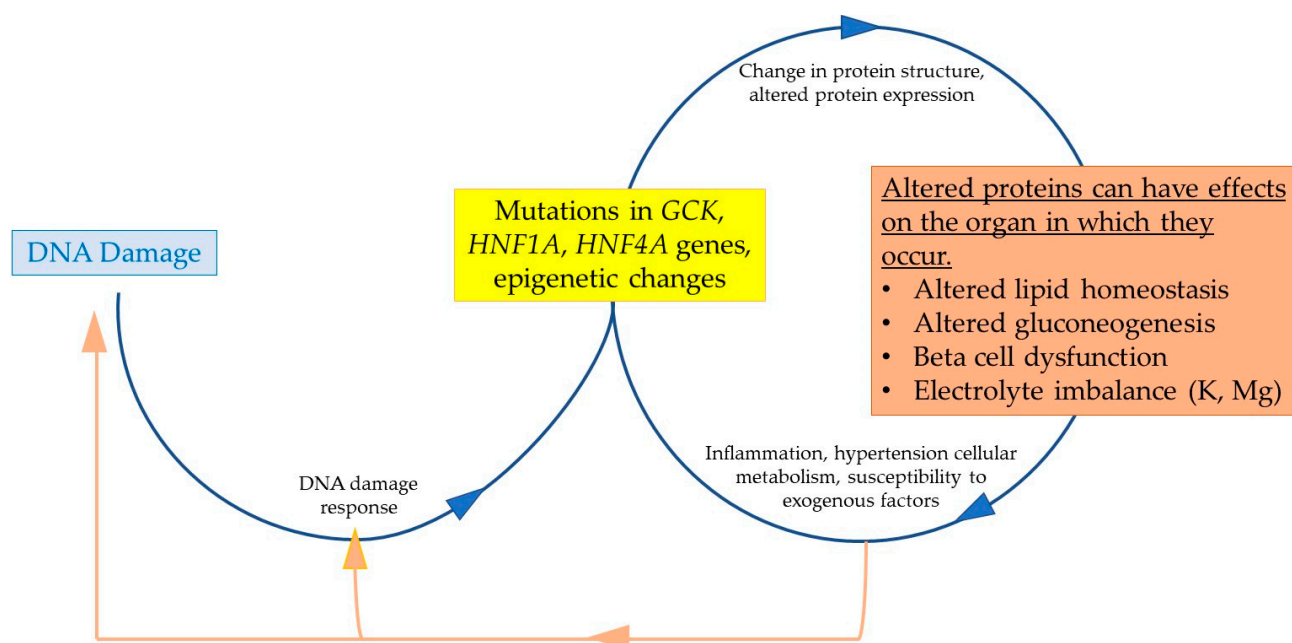 Change in protein structure,
altered protein expression
DNA Damage
Mutations in GCK,
HNF1A, HNF4A genes,
epigenetic changes
Altered proteins can have effects
on the organ in which they
occur.
• Altered lipid homeostasis
• Altered gluconeogenesis
• Beta cell dysfunction
• Electrolyte imbalance (K, Mg)
DNA damage
response
Inflammation, hypertension cellular
metabolism, susceptibility to
exogenous factors